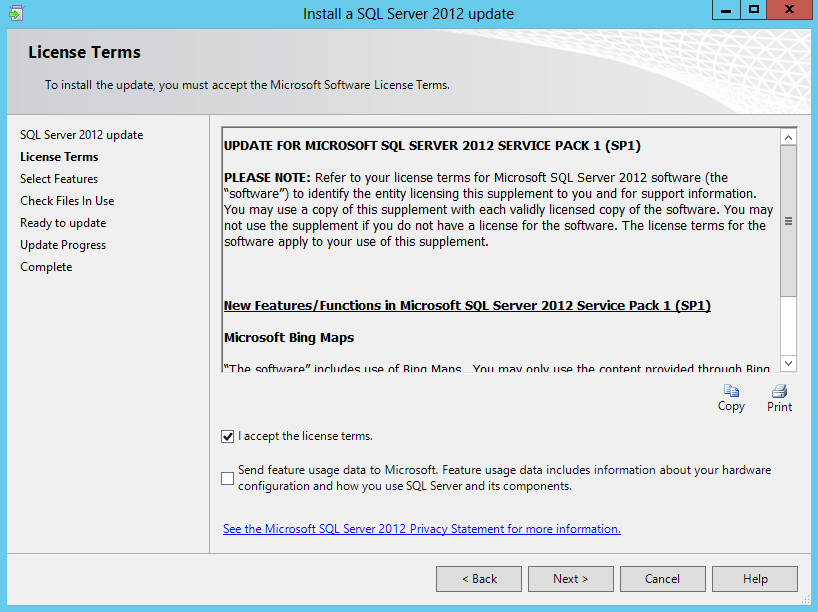 Install a SQL Server 2012 update
License Terms
To install the update, you must accept the Microsoft Software License Terms.
SQL Server 2012 update
License Terms
Select Features
Check Files In Use
Ready to update
Update Progress
Complete
UPDATE FOR MICROSOFT SQL SERVER 2012 SERVICE PACK 1 (SP1)
PLEASE NOTE: Refer to your license terms for Microsoft SQL Server 2012 software (the
“software”) to identify the entity licensing this supplement to you and for support information.
You may use a copy of this supplement with each validly licensed copy of the software. You may
not use the supplement if you do not have a license for the software. The license terms for the
software apply to your use of this supplement.
New Features/Functions in Microsoft SQL Server 2012 Service Pack 1 (SP1)
Microsoft Bing Maps
“The software” includes use of Bing Maps. You may only use the content provided through Bing
Copy
Print
I accept the license terms.
Send feature usage data to Microsoft. Feature usage data includes information about your hardware
configuration and how you use SQL Server and its components.
See the Microsoft SQL Server 2012 Privacy Statement for more information.
< Back
Next >
Cancel
Help